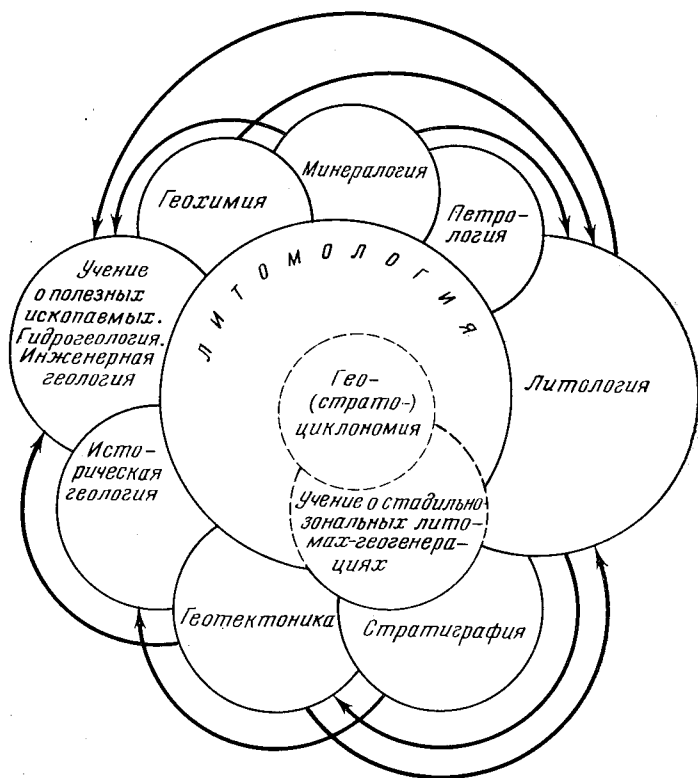 Минералогия
Геохимия
Петро-
логия
ЛИТОМОЛОГИЯ
Учение
о полезных
ископаемых.
Гидрогеология.
Инженерная
геология
Гео-
(страто-)
циклономия
Литология
Исто-
рическая
геология
Учение о стадильно-
зональных лито-
мах-геогенера-
циях
Геотектоника
Стратиграфия